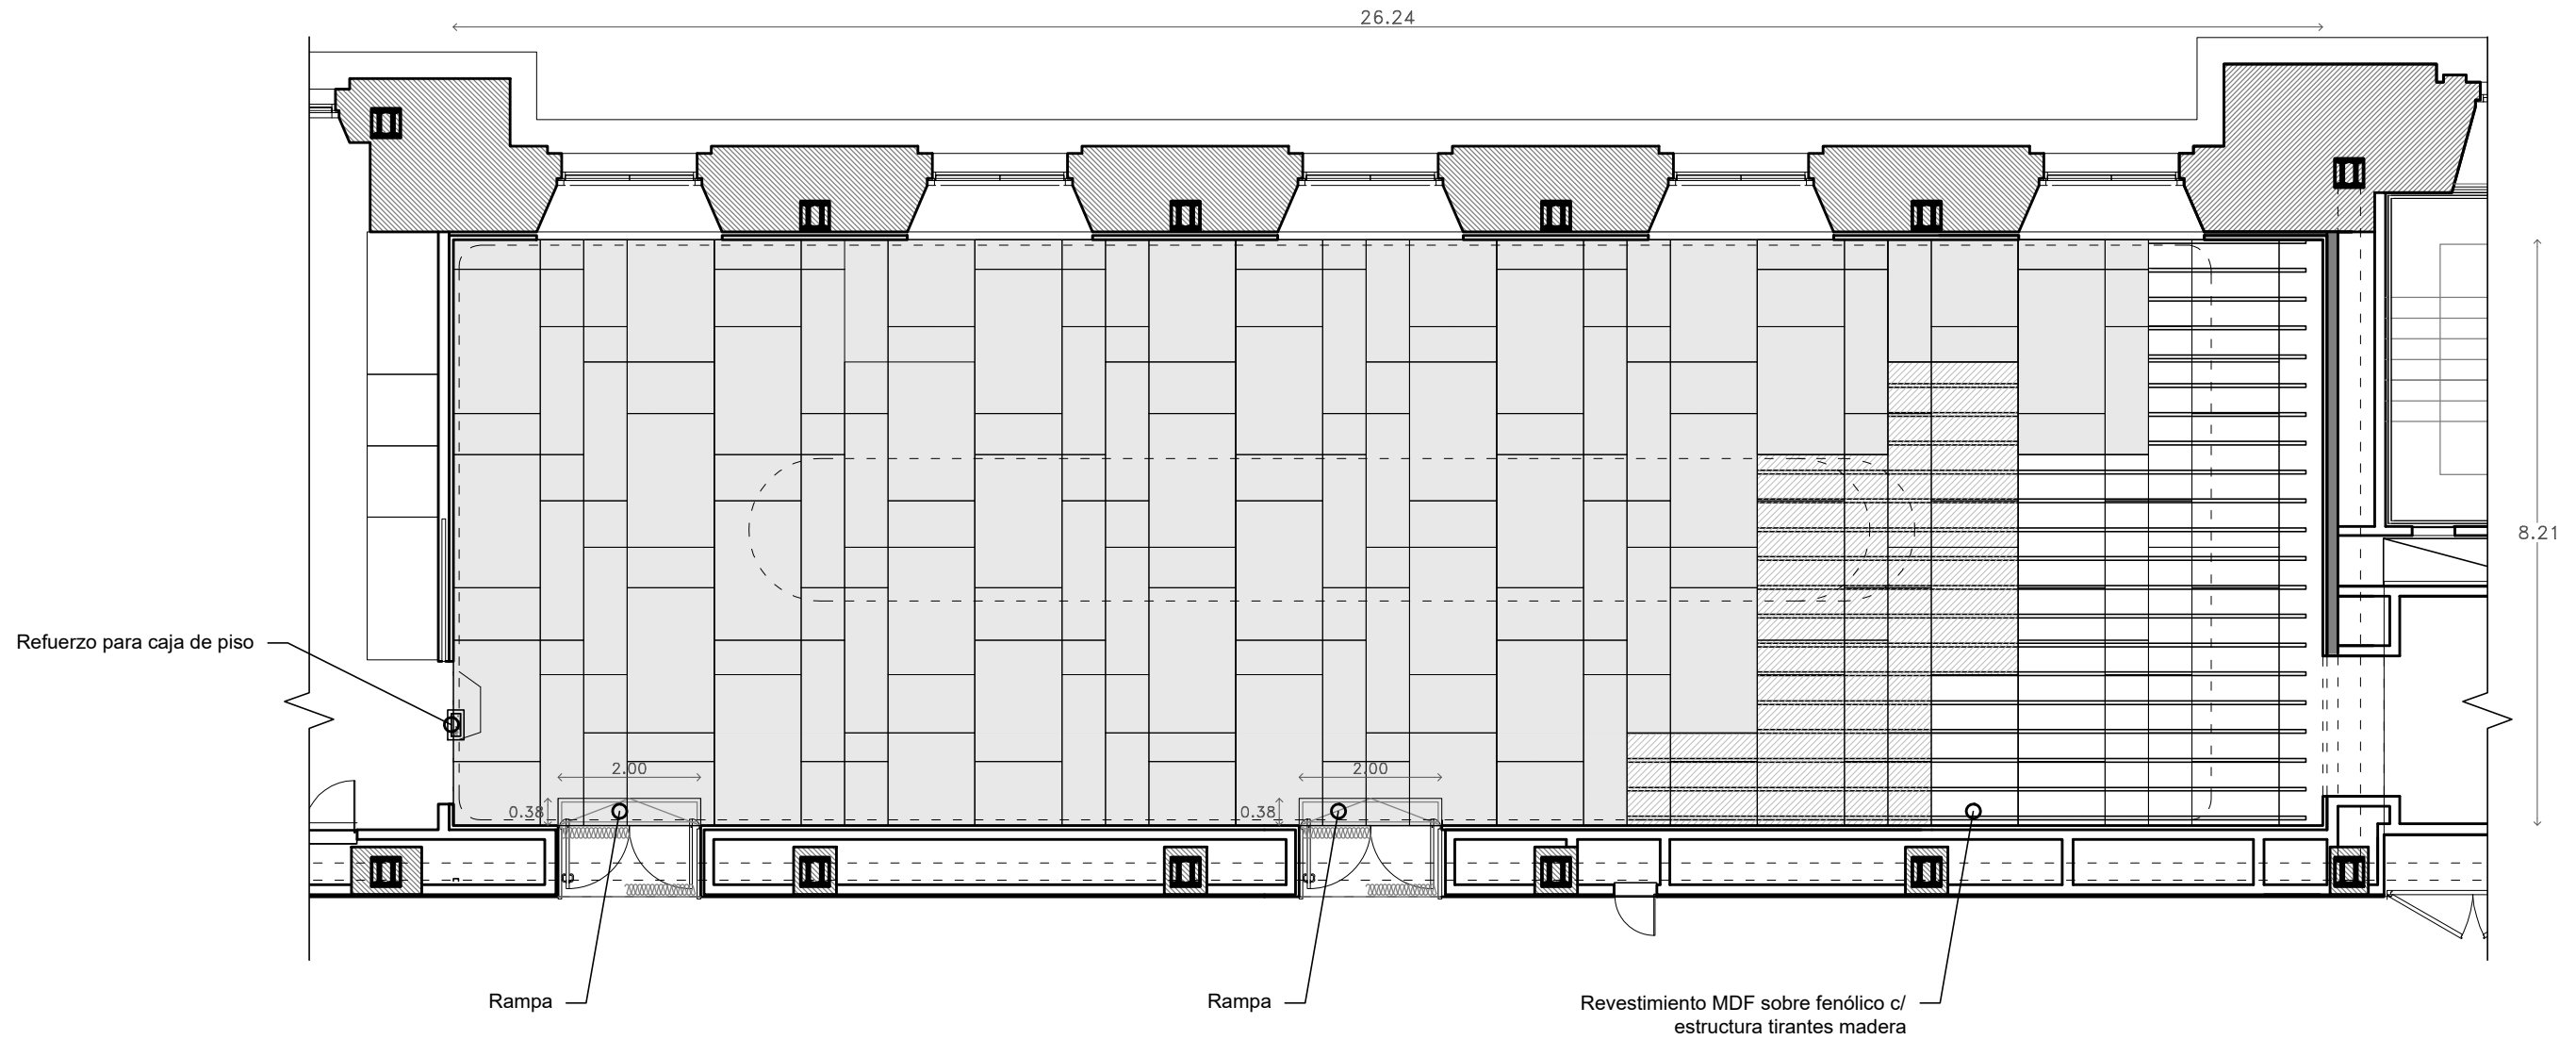 26.24
8.21
Refuerzo para caja de piso
2.00
2.00
0.38
0.38
Rampa
Rampa
Revestimiento MDF sobre fenólico c/
estructura tirantes madera